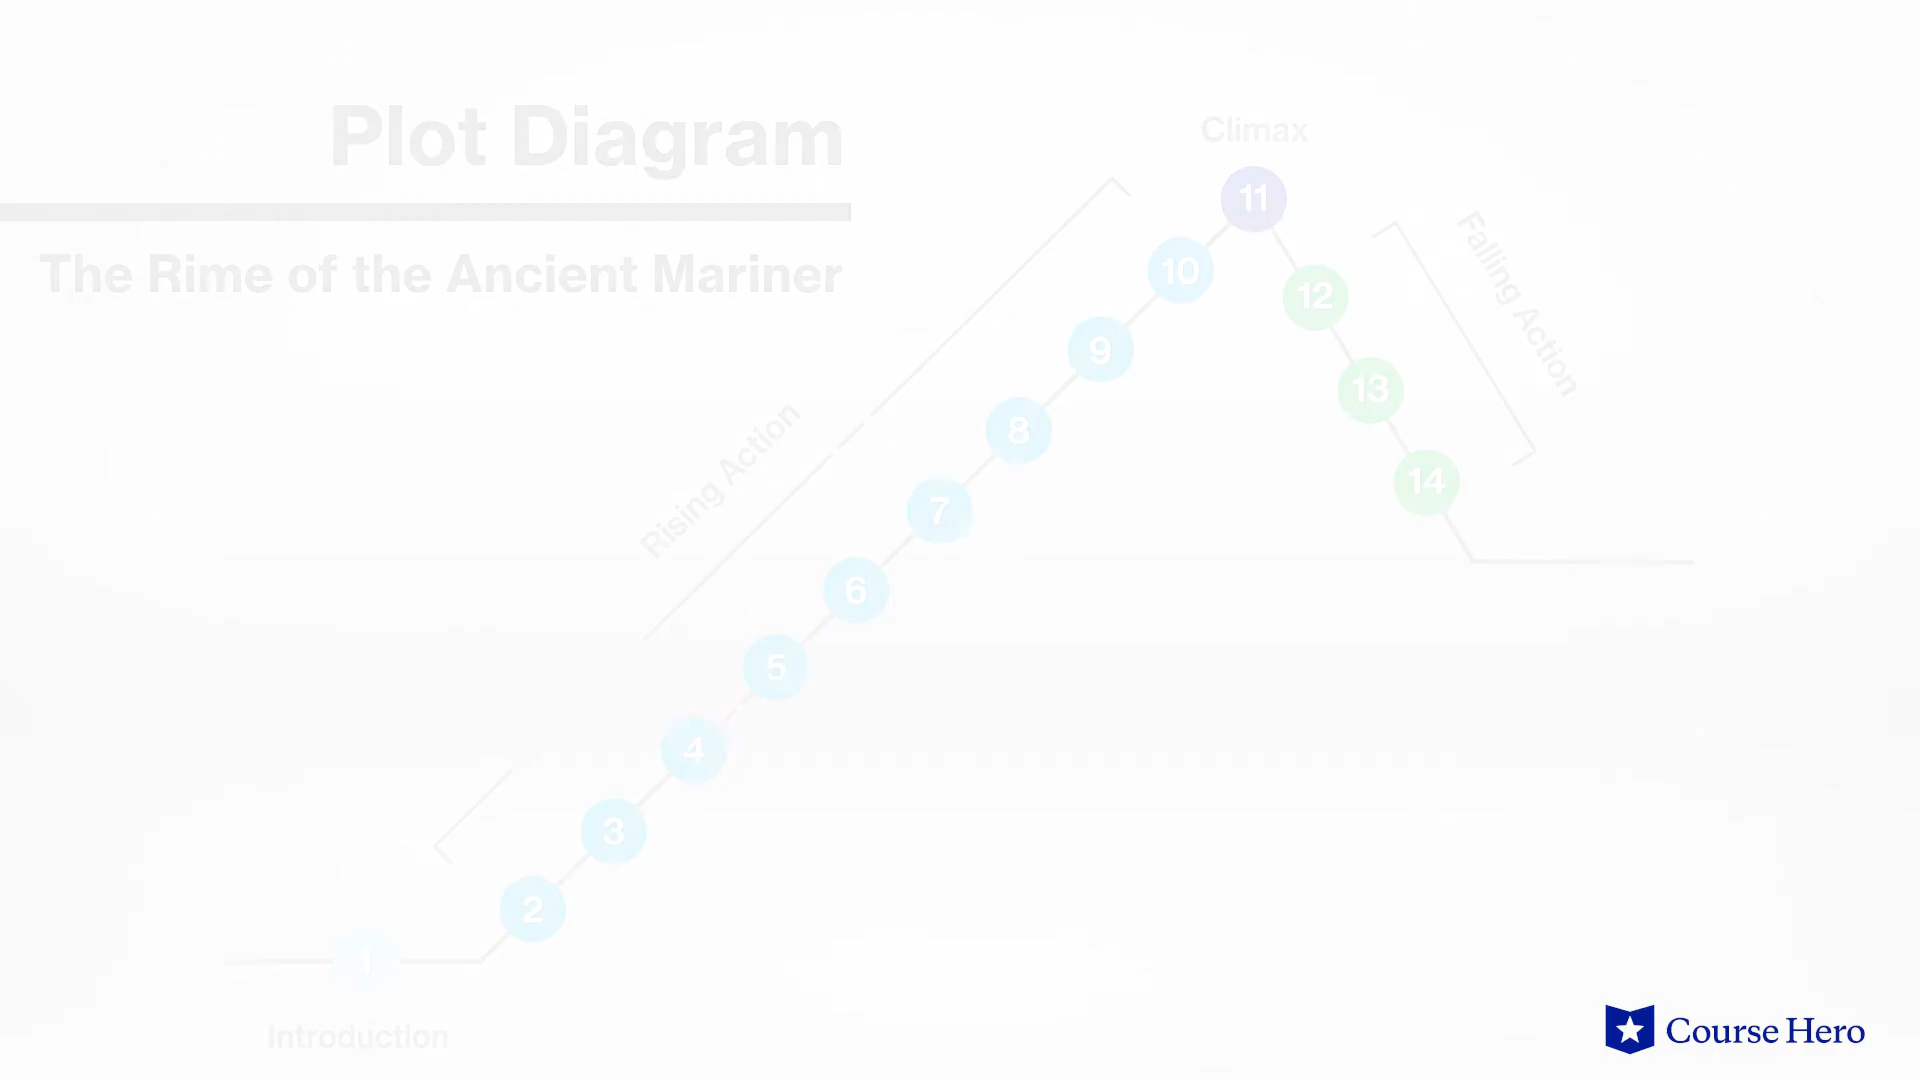 Plot Diagram
The Rime of the Ancient Mariner
Climax
11
10
12
Falling Action
9
13
Rising Action
8
14
7
6
5
4
3
2
1
Introduction
Course Hero